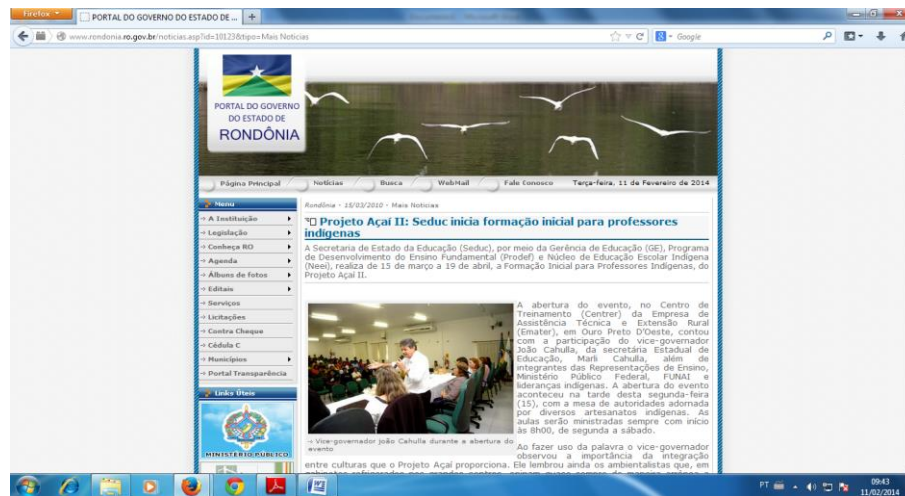 Firefox
PORTAL DO GOVERNO DO ESTADO DE ...
www.rondonia.ro.gov.br/noticias.asp?id=10123&tipo=Mais Noticias
Google
PORTAL DO GOVERNO
DO ESTADO DE
RONDÔNIA
Página Principal
Notícias
Busca
WebMail
Fale Conosco
Terça-feira, 11 de Fevereiro de 2014
Menu
A Instituição
Legislação
Conheça RO
Agenda
Álbuns de fotos
Editais
Serviços
Licitações
Contra Cheque
Cédula C
Municípios
Portal Transparência
Links Úteis
MINISTÉRIO PÚBLICO
Rondônia - 15/03/2010 - Mais Noticias
Projeto Açaí II: Seduc inicia formação inicial para professores
indígenas
A Secretaria de Estado da Educação (Seduc), por meio da Gerência de Educação (GE), Programa
de Desenvolvimento do Ensino Fundamental (Prodef) e Núcleo de Educação Escolar Indígena
(Neei), realiza de 15 de março a 19 de abril, a Formação Inicial para Professores Indígenas, do
Projeto Açaí II.
A abertura do evento, no Centro de
Treinamento (Centrer) da Empresa de
Assistência Técnica e Extensão Rural
(Emater), em Ouro Preto D'Oeste, contou
com a participação do vice-governador
João Cahulla, da secretária Estadual de
Educação, Marli Cahulla, além de
integrantes das Representações de Ensino,
Ministério Público Federal, FUNAI e
lideranças indígenas. A abertura do evento
aconteceu na tarde desta segunda-feira
(15), com a mesa de autoridades adornada
por diversos artesanatos indígenas. As
aulas serão ministradas sempre com início
às 8h00, de segunda a sábado.
Vice-governador joão Cahulla durante a abertura do
evento
Ao fazer uso da palavra o vice-governador
observou a importância da integração
entre culturas que o Projeto Açaí proporciona. Ele lembrou ainda os ambientalistas que, em
PT
09:43
11/02/2014